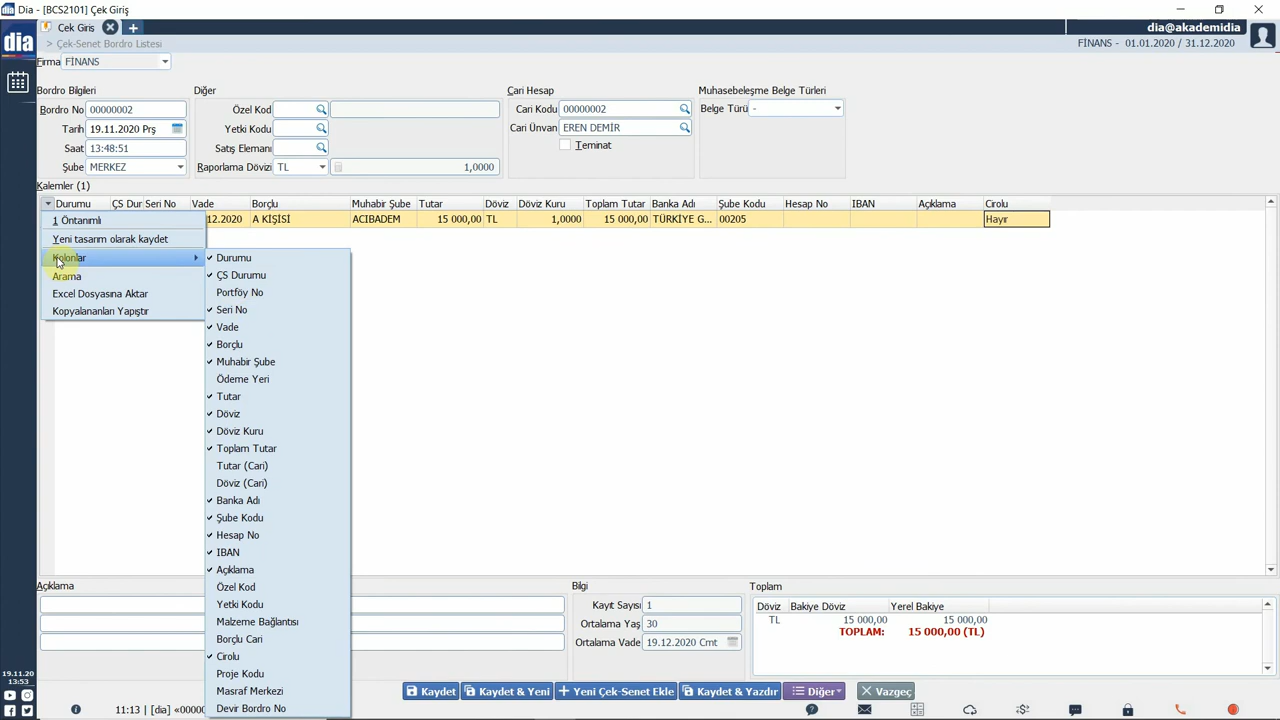 Dia - [BCS2101] Çek Giriş
dia
Çek Giriş
dia@akademidia
> Çek-Senet Bordro Listesi
FİNANS - 01.01.2020 / 31.12.2020
Firma FİNANS
Bordro Bilgileri
Diğer
Cari Hesap
Muhasebeleşme Belge Türleri
Bordro No 00000002
Özel Kod
Cari Kodu 00000002
Belge Türü -
Tarih 19.11.2020 Prş
Yetki Kodu
Cari Ünvan EREN DEMİR
Saat 13:48:51
Satış Elemanı
Teminat
Şube MERKEZ
Raporlama Dövizi TL 1,0000
Kalemler (1)
Durumu ÇS Dur Seri No Vade Borçlu Muhabir Şube Tutar Döviz Döviz Kuru Toplam Tutar Banka Adı Şube Kodu Hesap No IBAN Açıklama Cirolu
.12.2020 A KİŞİSİ ACIBADEM 15 000,00 TL 1,0000 15 000,00 TÜRKİYE G... 00205 Hayır
1 Öntanımlı
Yeni tasarım olarak kaydet
Kolonlar
Arama
Excel Dosyasına Aktar
Kopyalananları Yapıştır
Durumu
ÇS Durumu
Portföy No
Seri No
Vade
Borçlu
Muhabir Şube
Ödeme Yeri
Tutar
Döviz
Döviz Kuru
Toplam Tutar
Tutar (Cari)
Döviz (Cari)
Banka Adı
Şube Kodu
Hesap No
IBAN
Açıklama
Özel Kod
Yetki Kodu
Malzeme Bağlantısı
Borçlu Cari
Cirolu
Proje Kodu
Masraf Merkezi
Devir Bordro No
Açıklama
Bilgi
Kayıt Sayısı 1
Ortalama Yaş 30
Ortalama Vade 19.12.2020 Cmt
Toplam
Döviz Bakiye Döviz Yerel Bakiye
TL 15 000,00 15 000,00
TOPLAM: 15 000,00 (TL)
Kaydet
Kaydet & Yeni
Yeni Çek-Senet Ekle
Kaydet & Yazdır
Diğer
Vazgeç
19.11.20
13:53
11:13 | [dia] «00000